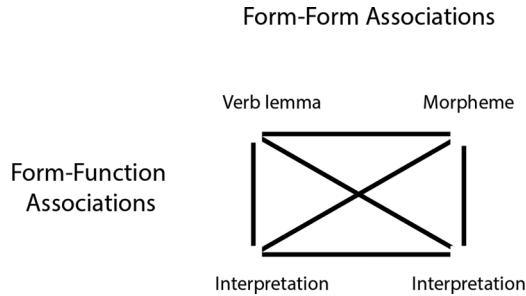 Form-Form Associations
Verb lemma
Morpheme
Form-Function
Associations
Interpretation
Interpretation